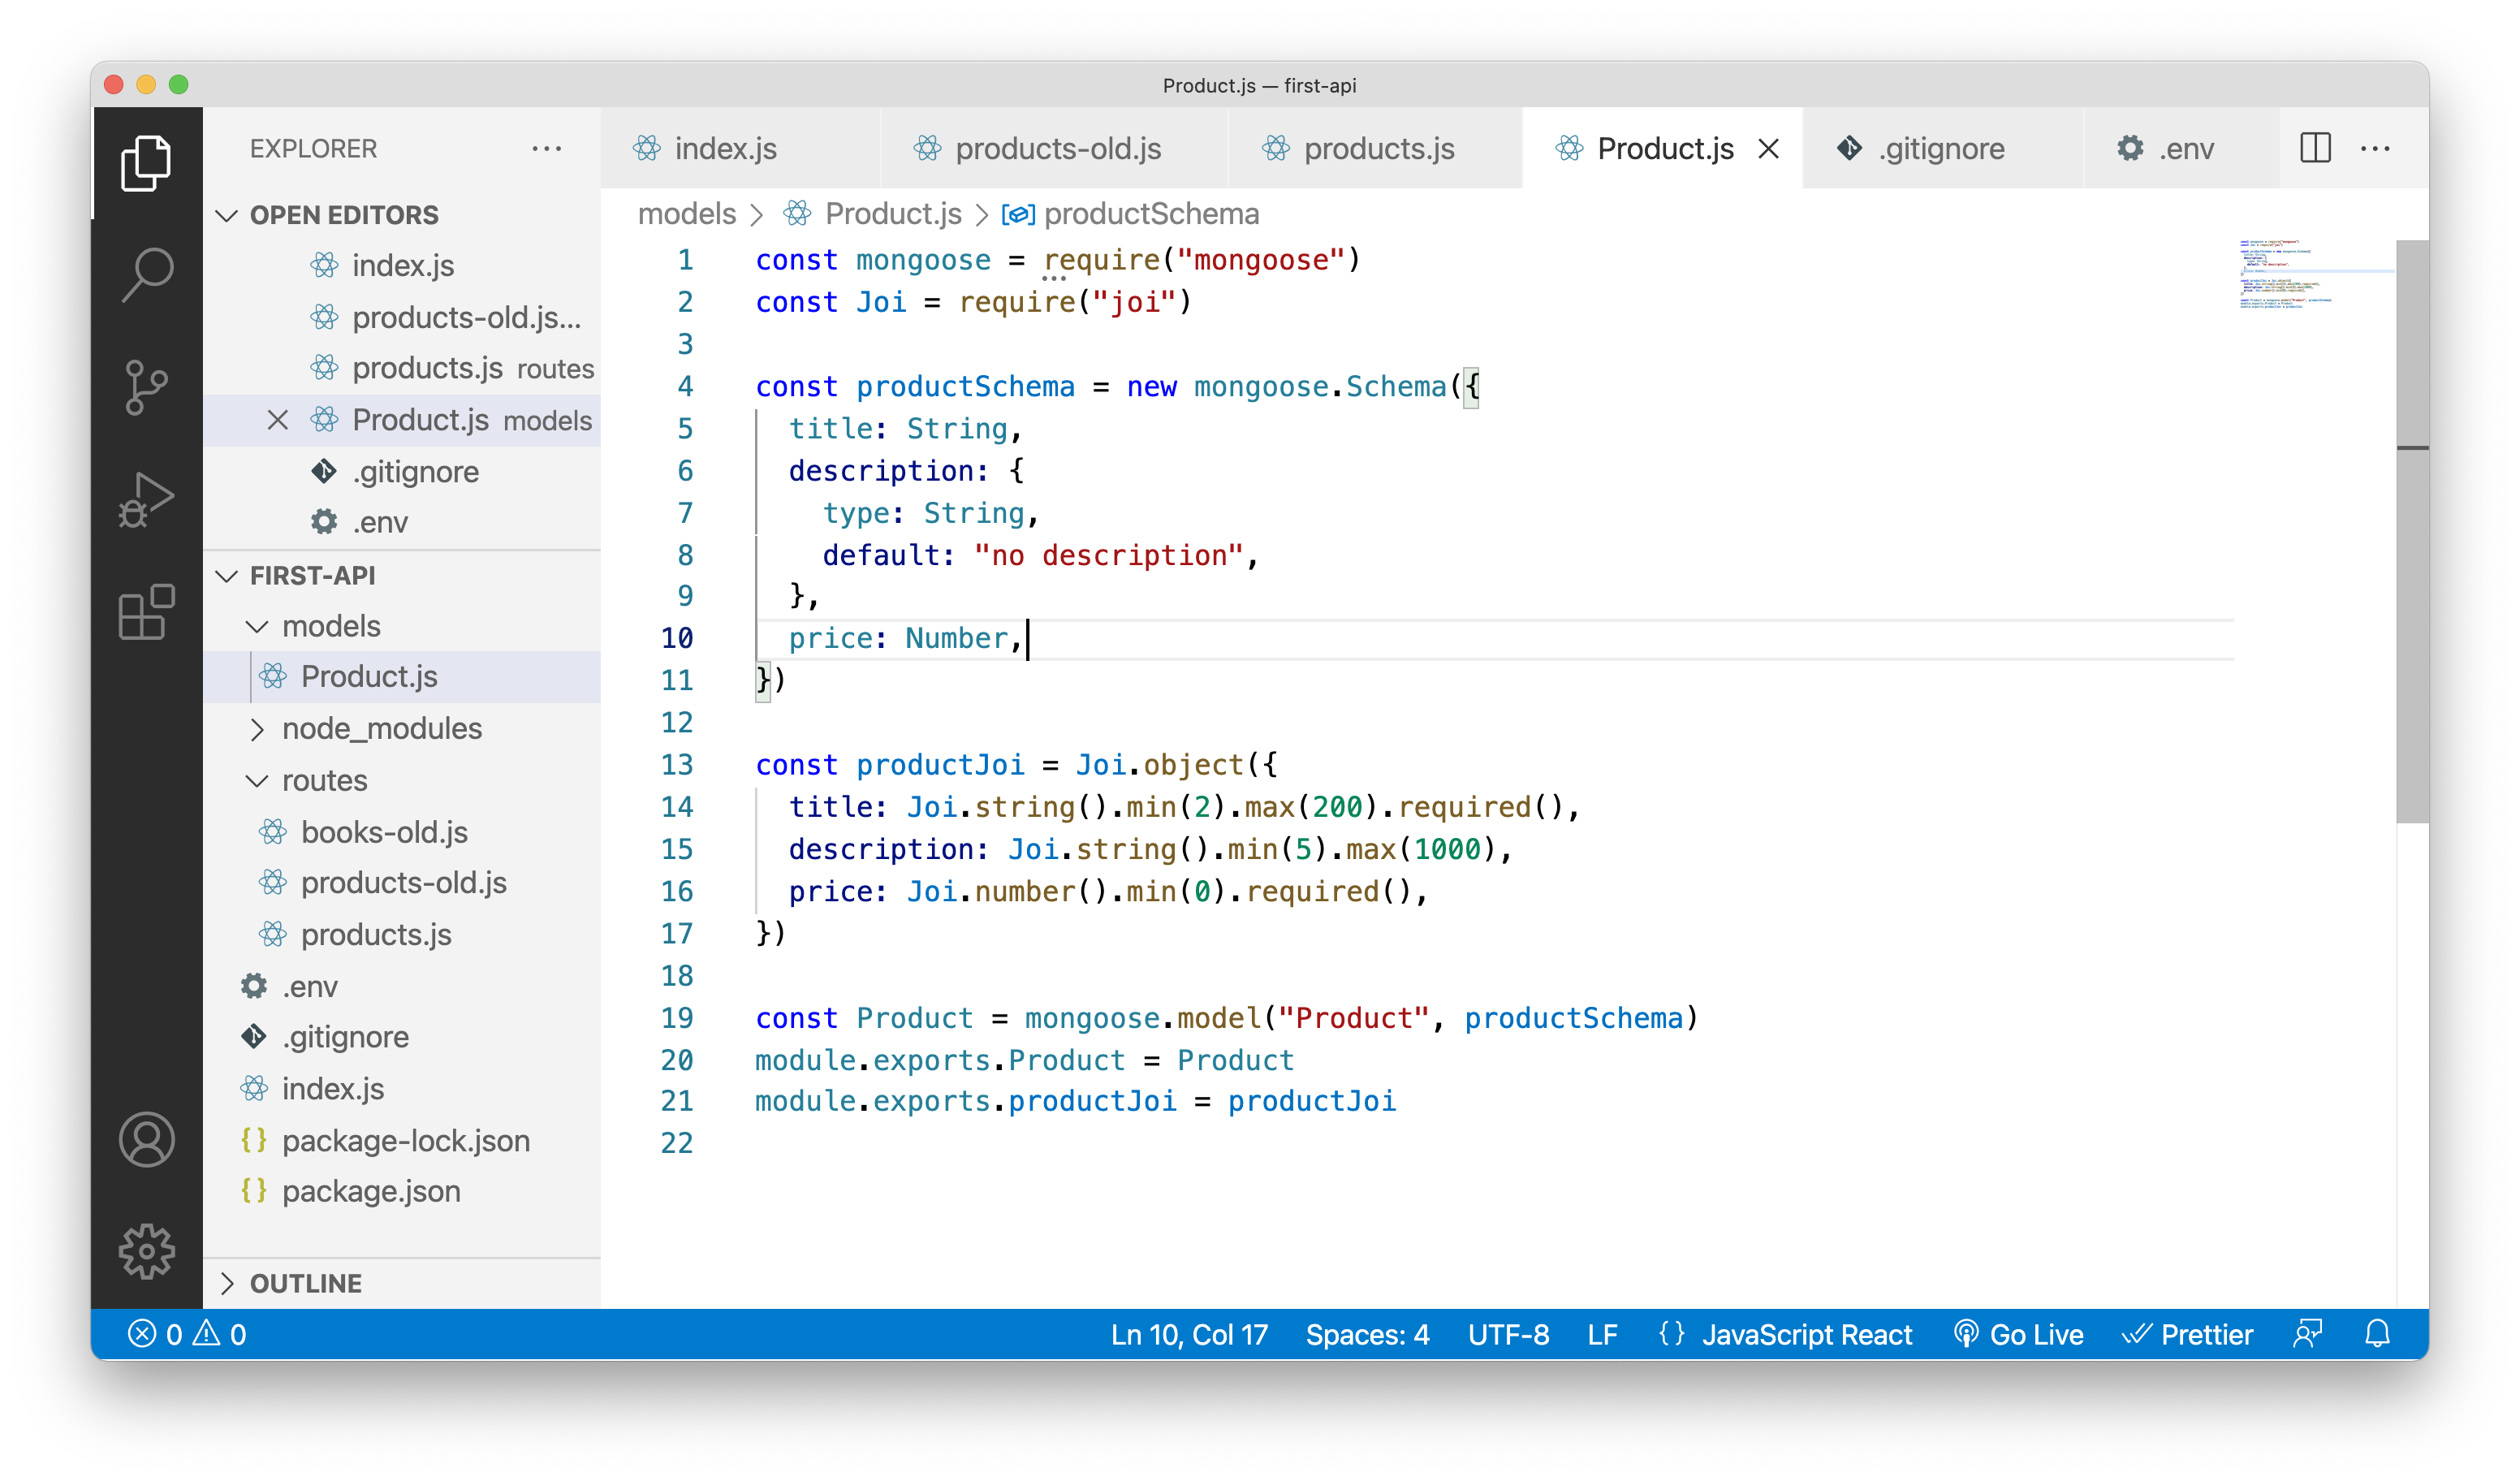 Product.js — first-api
EXPLORER
OPEN EDITORS
index.js
products-old.js...
products.js routes
Product.js models
.gitignore
.env
FIRST-API
models
Product.js
node_modules
routes
books-old.js
products-old.js
products.js
.env
.gitignore
index.js
package-lock.json
package.json
OUTLINE
index.js products-old.js products.js Product.js .gitignore .env
models > Product.js > productSchema
1 const mongoose = require("mongoose")
2 const Joi = require("joi")
3
4 const productSchema = new mongoose.Schema({
5   title: String,
6   description: {
7     type: String,
8     default: "no description",
9   },
10   price: Number,
11 })
12
13 const productJoi = Joi.object({
14   title: Joi.string().min(2).max(200).required(),
15   description: Joi.string().min(5).max(1000),
16   price: Joi.number().min(0).required(),
17 })
18
19 const Product = mongoose.model("Product", productSchema)
20 module.exports.Product = Product
21 module.exports.productJoi = productJoi
22
0 0 Ln 10, Col 17 Spaces: 4 UTF-8 LF {} JavaScript React Go Live Prettier